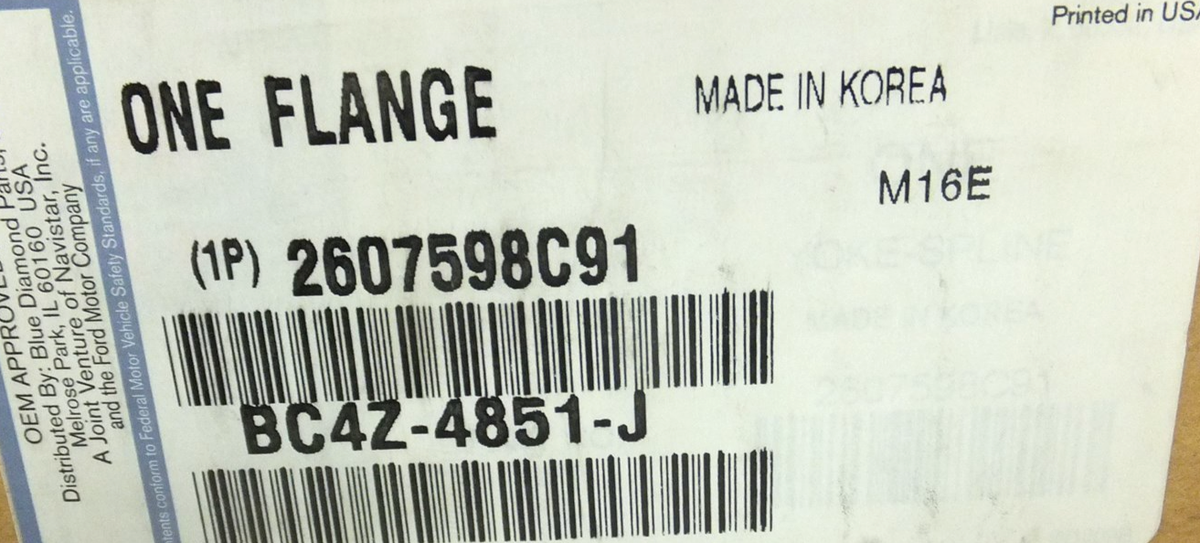 Printed in USA
ONE FLANGE
MADE IN KOREA
M16E
(1P) 2607598C91
BC4Z-4851-J
OEM APPROVED Parts,
Distributed By: Blue Diamond
Melrose Park, IL 60160 USA
A Joint Venture of Navistar, Inc.
and the Ford Motor Company
conform to Federal Motor Vehicle Safety Standards, if any are applicable.
YOKE-SPLINE
MADE IN KOREA
2607598C91